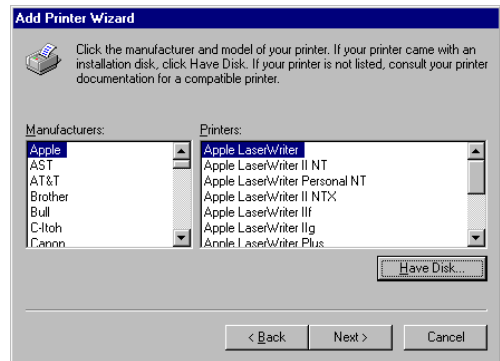 Add Printer Wizard
Click the manufacturer and model of your printer. If your printer came with an
installation disk, click Have Disk. If your printer is not listed, consult your printer
documentation for a compatible printer.
Manufacturers:
Apple
AST
AT&T
Brother
Bull
C-Itoh
Canon
Printers:
Apple LaserWriter
Apple LaserWriter II NT
Apple LaserWriter Personal NT
Apple LaserWriter II NTX
Apple LaserWriter IIf
Apple LaserWriter IIg
Apple LaserWriter Plus
Have Disk...
< Back
Next >
Cancel